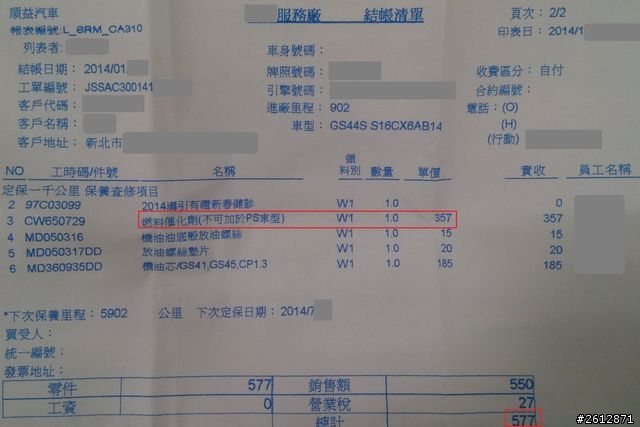 順益汽車 服務廠 結帳清單 頁次：2/2
報表編號:L_SRM_CA310 印表日：2014/1
列表者：
車身號碼：
結帳日期：2014/01 牌照號碼： 收費區分：自付
工單編號：JSSAC300141 引擎號碼： 合約編號：
客戶代碼： 進廠里程：902 電話：(O)
客戶名稱： 車型：GS44S S16CX6AB14 (H)
客戶地址：新北市 (行動)
NO 工時碼/件號 名稱 領料別 數量 單價 實收 員工名稱
定保一千公里 保養查修項目
2 97C03099 2014溝引有禮新春健診 W1 1.0 0
3 CW650729 燃料催化劑(不可加於PS車型) W1 1.0 357 357
4 MD050316 機油油底殼放油螺絲 W1 1.0 15 15
5 MD050317DD 放油螺絲墊片 W1 1.0 20 20
6 MD360935DD 機油芯/GS41,GS45,CP1.3 W1 1.0 185 185
*下次保養里程：5902 公里 下次定保日期：2014/7
買受人：
統一編號：
發票地址：
零件 577 銷售額 550
工資 0 營業稅 27
總計 577
#2612871